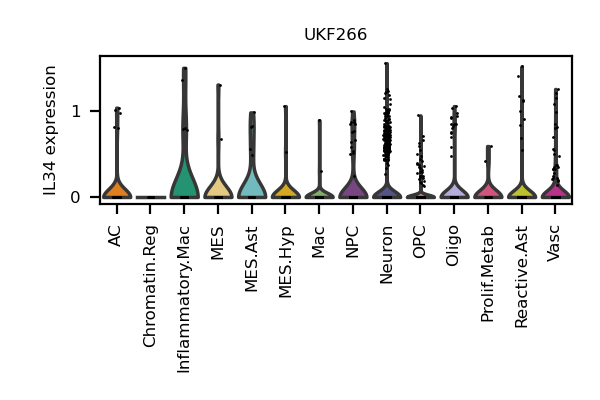 UKF266
IL34 expression
1
0
AC
Chromatin.Reg
Inflammatory.Mac
MES
MES.Ast
MES.Hyp
Mac
NPC
Neuron
OPC
Oligo
Prolif.Metab
Reactive.Ast
Vasc